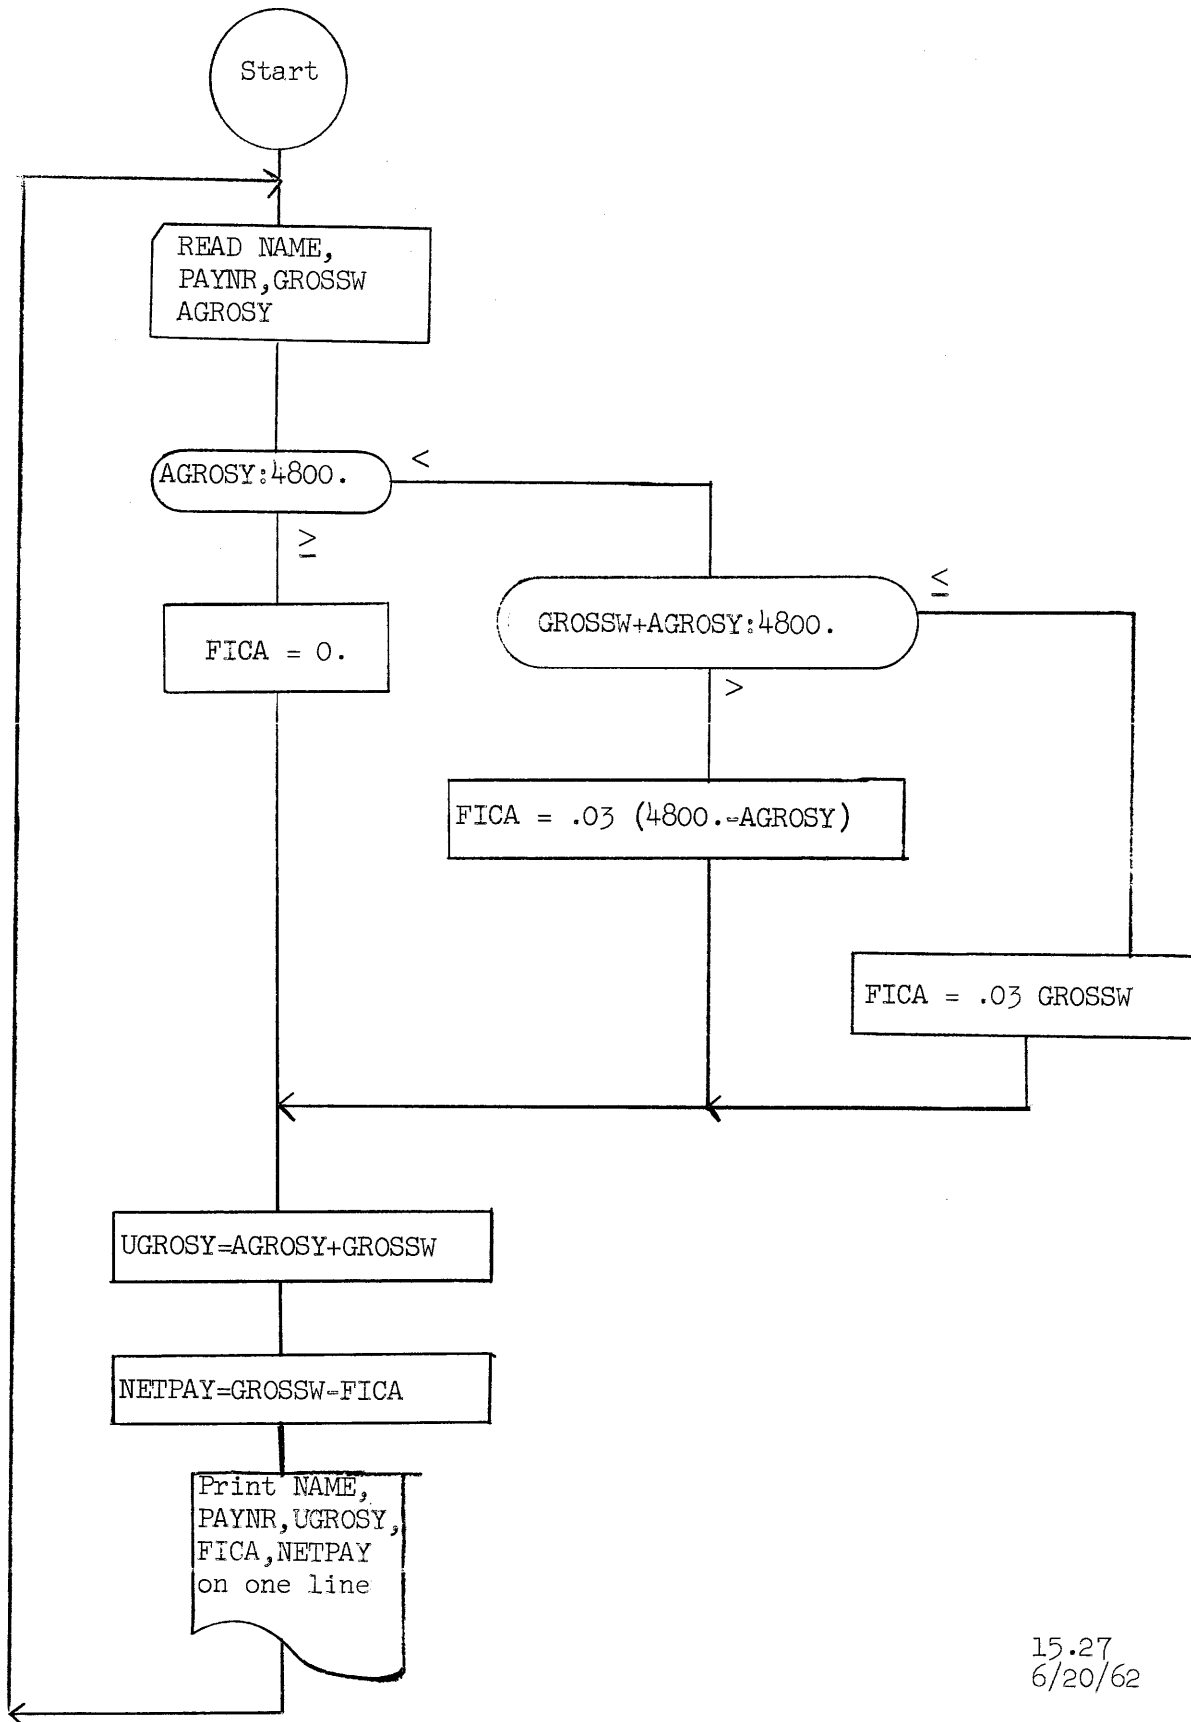 Start
READ NAME,
PAYNR,GROSSW
AGROSY
AGROSY:4800.
<
≥
GROSSW+AGROSY:4800.
≤
>
FICA = 0.
FICA = .03 (4800.-AGROSY)
FICA = .03 GROSSW
UGROSY=AGROSY+GROSSW
NETPAY=GROSSW-FICA
Print NAME,
PAYNR,UGROSY,
FICA,NETPAY
on one line
15.27
6/20/62